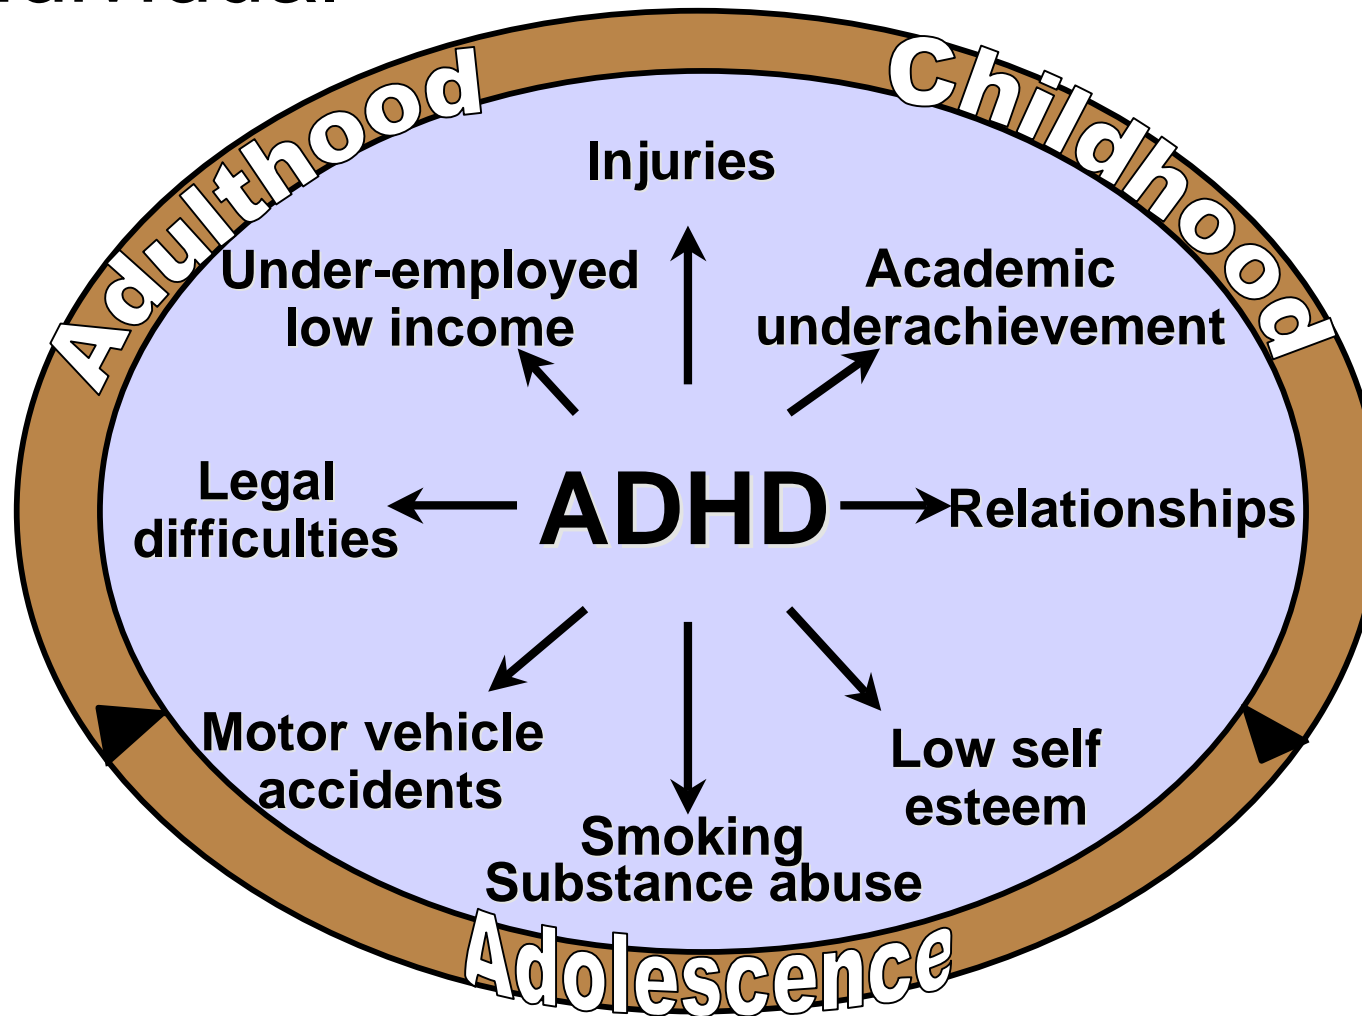 Adulthood
Childhood
Injuries
Under-employed
low income
Academic
underachievement
Legal
difficulties
ADHD
Relationships
Motor vehicle
accidents
Low self
esteem
Smoking
Substance abuse
Adolescence